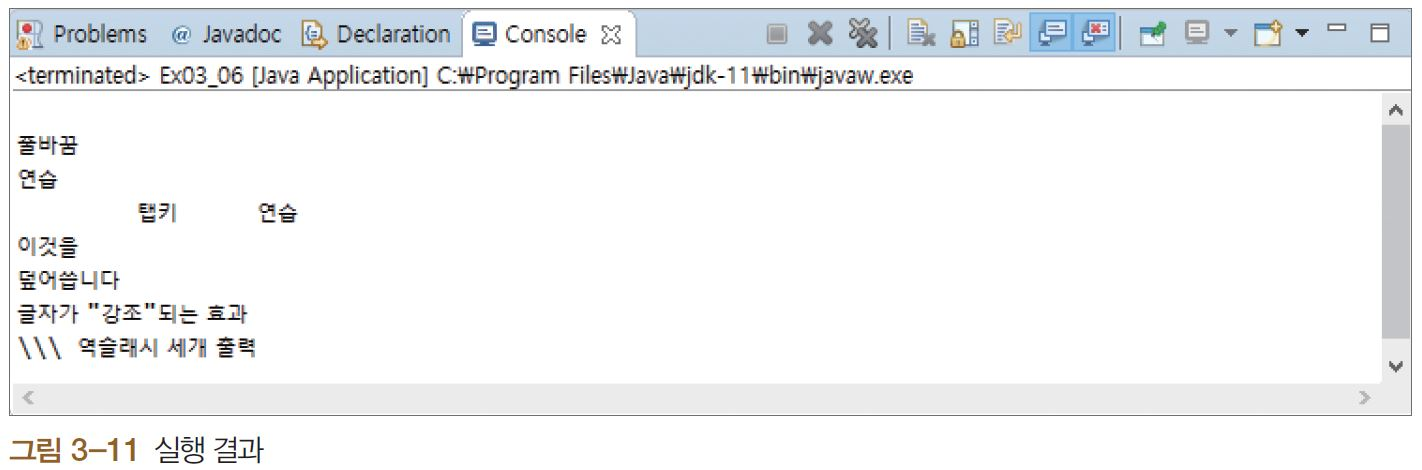 Problems @ Javadoc Declaration Console
<terminated> Ex03_06 [Java Application] C:₩Program Files₩Java₩jdk-11₩bin₩javaw.exe
줄바꿈
연습
탭키 연습
이것을
덮어씁니다
글자가 "강조"되는 효과
\\\ 역슬래시 세개 출력
그림 3-11 실행 결과